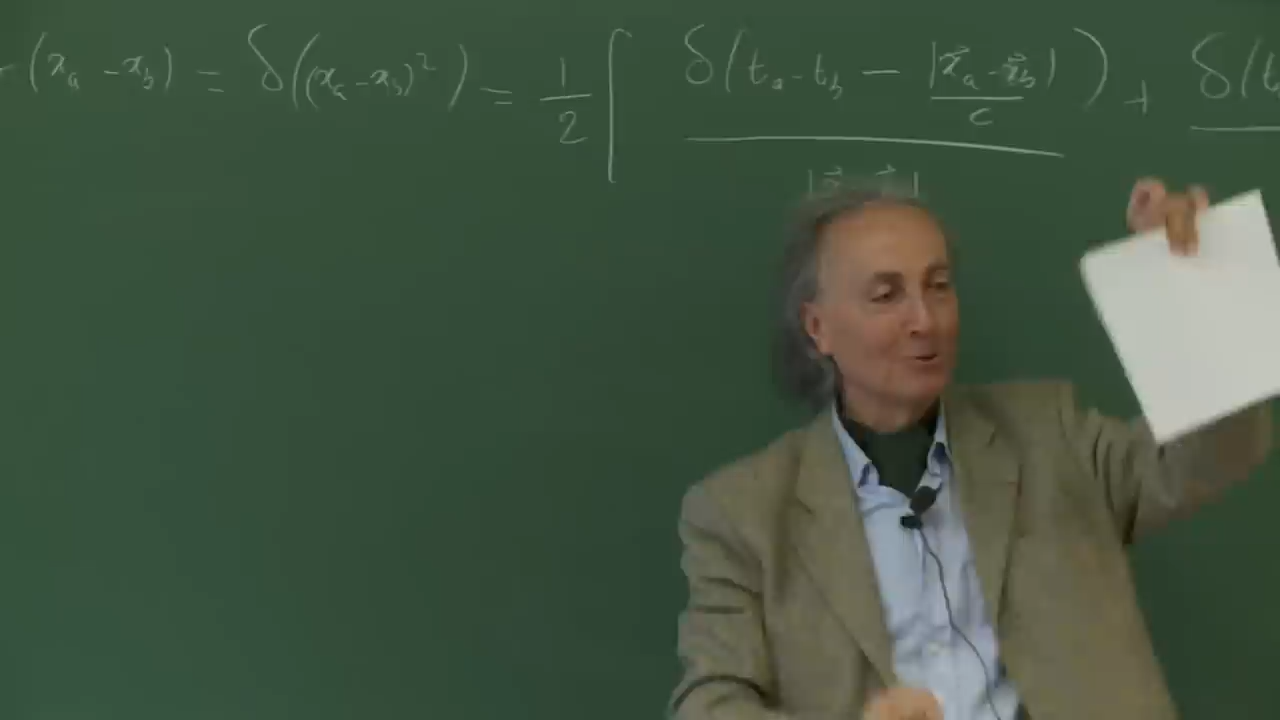 (x_a - x_b) = δ((x_a - x_b)²) = 1/2 [ δ(t_a - t_b - |x⃗_a - x⃗_b|/c) + δ(t